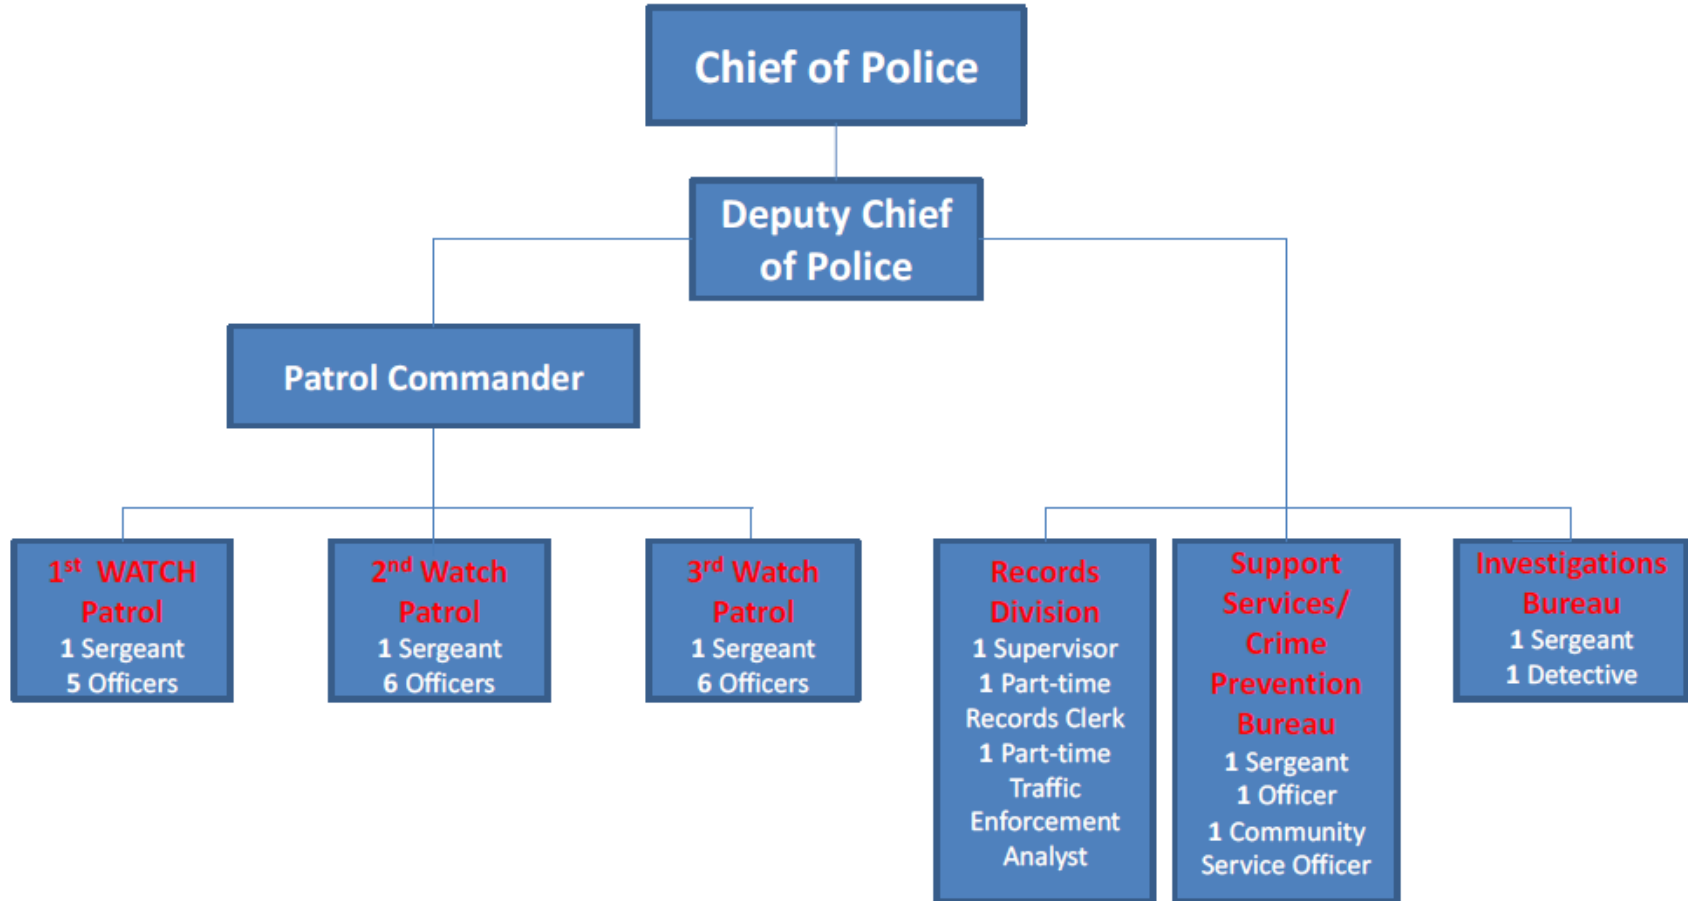 Chief of Police
Deputy Chief
of Police
Patrol Commander
1st WATCH
Patrol
1 Sergeant
5 Officers
2nd Watch
Patrol
1 Sergeant
6 Officers
3rd Watch
Patrol
1 Sergeant
6 Officers
Records
Division
1 Supervisor
1 Part-time
Records Clerk
1 Part-time
Traffic
Enforcement
Analyst
Support
Services/
Crime
Prevention
Bureau
1 Sergeant
1 Officer
1 Community
Service Officer
Investigations
Bureau
1 Sergeant
1 Detective